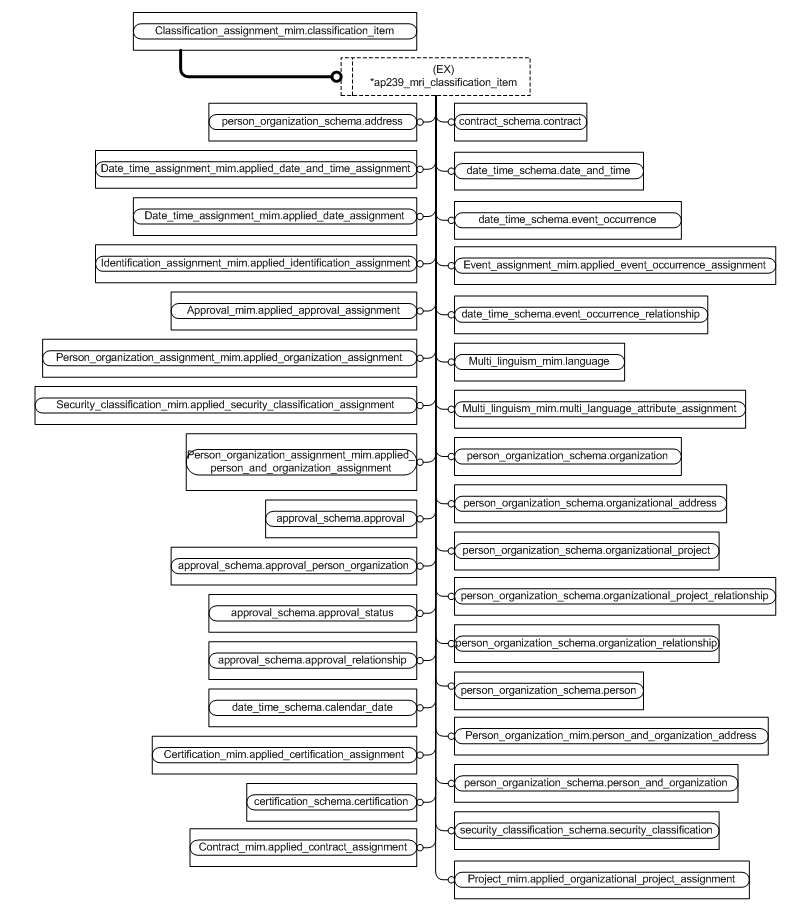 Classification_assignment_mim.classification_item
(EX)
*ap239_mri_classification_item
person_organization_schema.address
Date_time_assignment_mim.applied_date_and_time_assignment
Date_time_assignment_mim.applied_date_assignment
Identification_assignment_mim.applied_identification_assignment
Approval_mim.applied_approval_assignment
Person_organization_assignment_mim.applied_organization_assignment
Security_classification_mim.applied_security_classification_assignment
Person_organization_assignment_mim.applied_
person_and_organization_assignment
approval_schema.approval
approval_schema.approval_person_organization
approval_schema.approval_status
approval_schema.approval_relationship
date_time_schema.calendar_date
Certification_mim.applied_certification_assignment
certification_schema.certification
Contract_mim.applied_contract_assignment
contract_schema.contract
date_time_schema.date_and_time
date_time_schema.event_occurrence
Event_assignment_mim.applied_event_occurrence_assignment
date_time_schema.event_occurrence_relationship
Multi_linguism_mim.language
Multi_linguism_mim.multi_language_attribute_assignment
person_organization_schema.organization
person_organization_schema.organizational_address
person_organization_schema.organizational_project
person_organization_schema.organizational_project_relationship
person_organization_schema.organization_relationship
person_organization_schema.person
Person_organization_mim.person_and_organization_address
person_organization_schema.person_and_organization
security_classification_schema.security_classification
Project_mim.applied_organizational_project_assignment